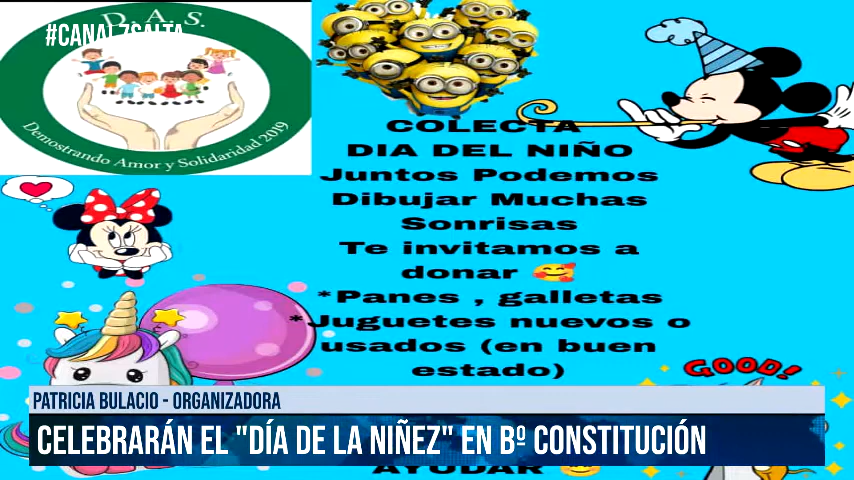 D.A.S.
#CANAL7SALTA
Demostrando Amor y Solidaridad 2019
COLECTA
DIA DEL NIÑO
Juntos Podemos
Dibujar Muchas
Sonrisas
Te invitamos a
donar 🥰
*Panes , galletas
*Juguetes nuevos o
usados (en buen
estado)
GOOD!
PATRICIA BULACIO - ORGANIZADORA
CELEBRARÁN EL "DÍA DE LA NIÑEZ" EN Bº CONSTITUCIÓN
AYUDAR